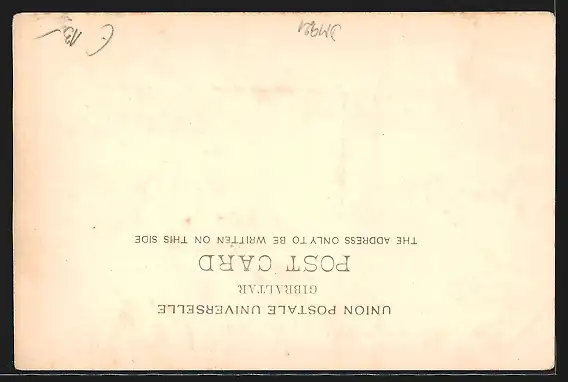 UNION POSTALE UNIVERSELLE
GIBRALTAR
POST CARD
THE ADDRESS ONLY TO BE WRITTEN ON THIS SIDE